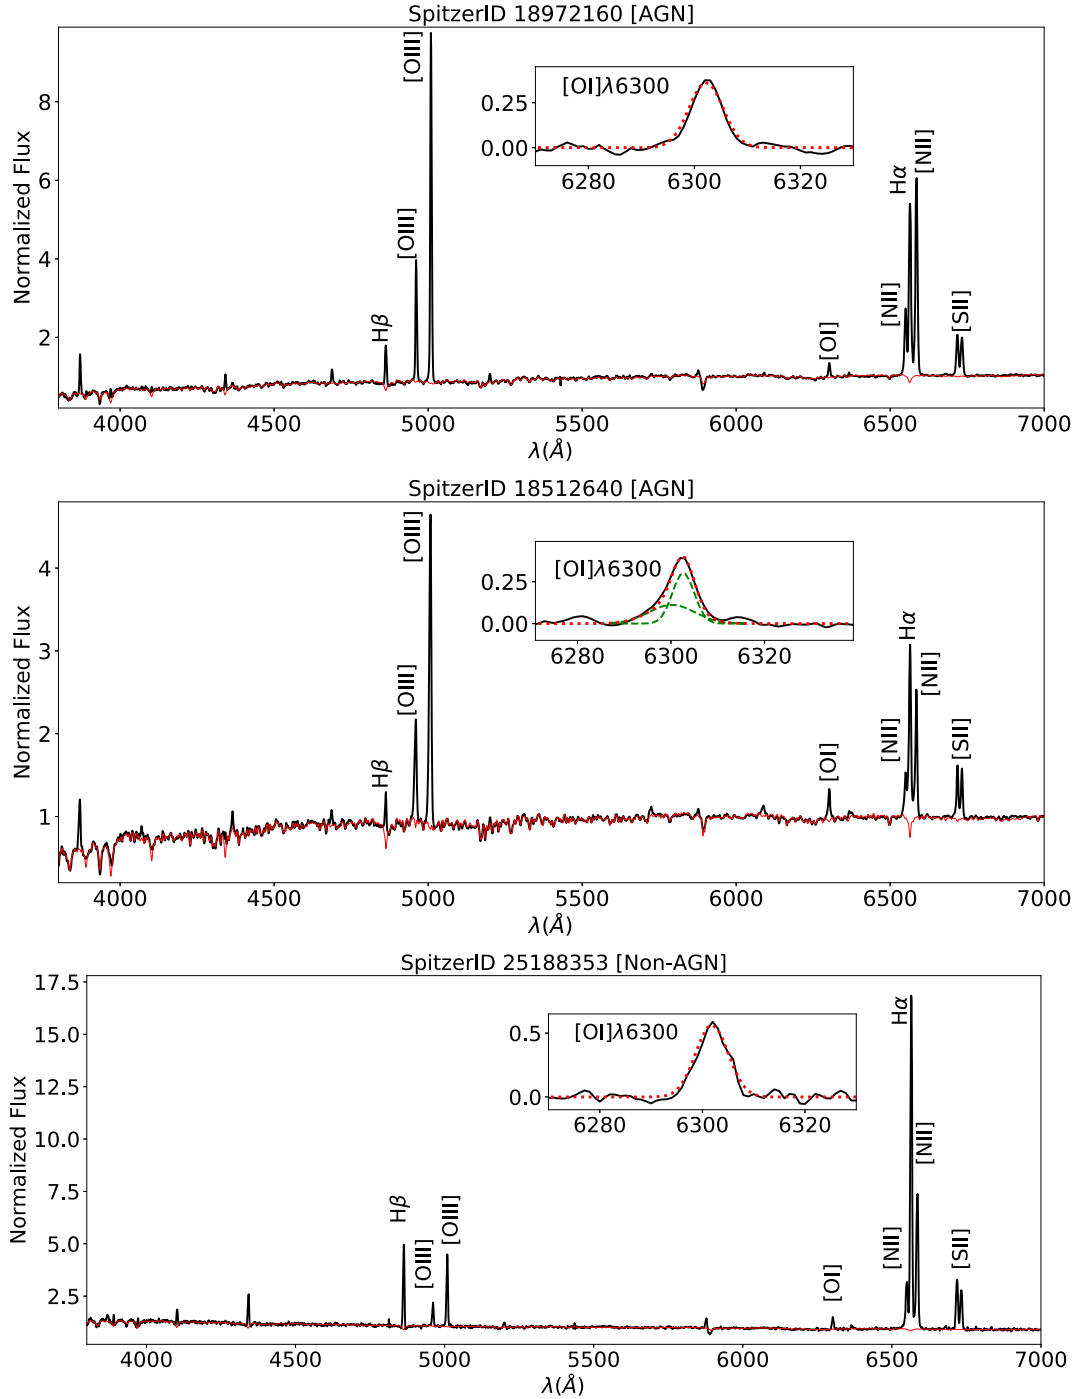 SpitzerID 18972160 [AGN]
[OIII]
[OIII]
Hβ
[OI]λ6300
0.25
0.00
6280 6300 6320
[OI]
[NII]
Hα
[NII]
[SII]
Normalized Flux
8
6
4
2
4000 4500 5000 5500 6000 6500 7000
λ(Å)
SpitzerID 18512640 [AGN]
[OIII]
[OIII]
Hβ
[OI]λ6300
0.25
0.00
6280 6300 6320
[OI]
[NII]
Hα
[NII]
[SII]
Normalized Flux
4
3
2
1
4000 4500 5000 5500 6000 6500 7000
λ(Å)
SpitzerID 25188353 [Non-AGN]
Hβ
[OIII]
[OIII]
[OI]λ6300
0.5
0.0
6280 6300 6320
[OI]
[NII]
Hα
[NII]
[SII]
Normalized Flux
17.5
15.0
12.5
10.0
7.5
5.0
2.5
4000 4500 5000 5500 6000 6500 7000
λ(Å)